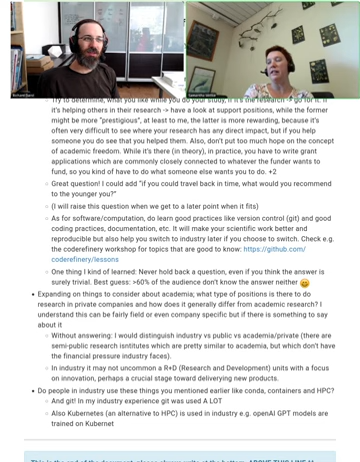 Try to determine, what you like while you do your study, if it's the research -> go for it. If
it's helping others in their research -> have a look at support positions, while the former
might be more "prestigious", at least to me, the latter is more rewarding, because it's
often very difficult to see where your research has any direct impact, but if you help
someone you do see that you helped them. Also, don't put too much hope on the concept
of academic freedom. While it's there (in theory), in practice, you have to write grant
applications which are commonly closely connected to whatever the funder wants to
fund, so you kind of have to do what someone else wants you to do. +2
Great question! I could add "if you could travel back in time, what would you recommend
to the younger you?"
(I will raise this question when we get to a later point when it fits)
As for software/computation, do learn good practices like version control (git) and good
coding practices, documentation, etc. It will make your scientific work better and
reproducible but also help you switch to industry later if you choose to switch. Check e.g.
the coderefinery workshop for topics that are good to know: https://github.com/
coderefinery/lessons
One thing I kind of learned: Never hold back a question, even if you think the answer is
surely trivial. Best guess: >60% of the audience don't know the answer neither 😄
Expanding on things to consider about academia; what type of positions is there to do
research in private companies and how does it generally differ from academic research? I
understand this can be fairly field or even company specific but if there is something to say
about it
Without answering: I would distinguish industry vs public vs academia/private (there are
semi-public research isntitutes which are pretty similar to academia, but which don't have
the financial pressure industry faces).
In industry it may not uncommon a R+D (Research and Development) units with a focus
on innovation, perhaps a crucial stage toward deliverying new products.
Do people in industry use these things you mentioned earlier like conda, containers and HPC?
And git! In my industry experience git was used A LOT
Also Kubernetes (an alternative to HPC) is used in industry e.g. openAI GPT models are
trained on Kubernet